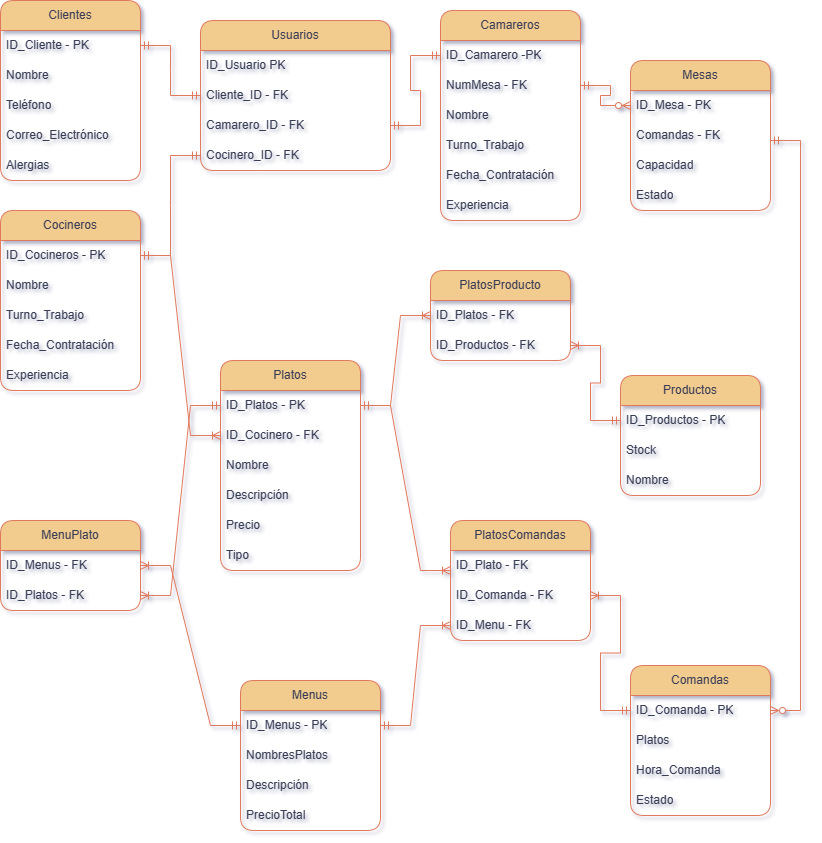 Clientes
ID_Cliente - PK
Nombre
Teléfono
Correo_Electrónico
Alergias
Usuarios
ID_Usuario PK
Cliente_ID - FK
Camarero_ID - FK
Cocinero_ID - FK
Camareros
ID_Camarero -PK
NumMesa - FK
Nombre
Turno_Trabajo
Fecha_Contratación
Experiencia
Mesas
ID_Mesa - PK
Comandas - FK
Capacidad
Estado
Cocineros
ID_Cocineros - PK
Nombre
Turno_Trabajo
Fecha_Contratación
Experiencia
PlatosProducto
ID_Platos - FK
ID_Productos - FK
Platos
ID_Platos - PK
ID_Cocinero - FK
Nombre
Descripción
Precio
Tipo
Productos
ID_Productos - PK
Stock
Nombre
MenuPlato
ID_Menus - FK
ID_Platos - FK
PlatosComandas
ID_Plato - FK
ID_Comanda - FK
ID_Menu - FK
Menus
ID_Menus - PK
NombresPlatos
Descripción
PrecioTotal
Comandas
ID_Comanda - PK
Platos
Hora_Comanda
Estado